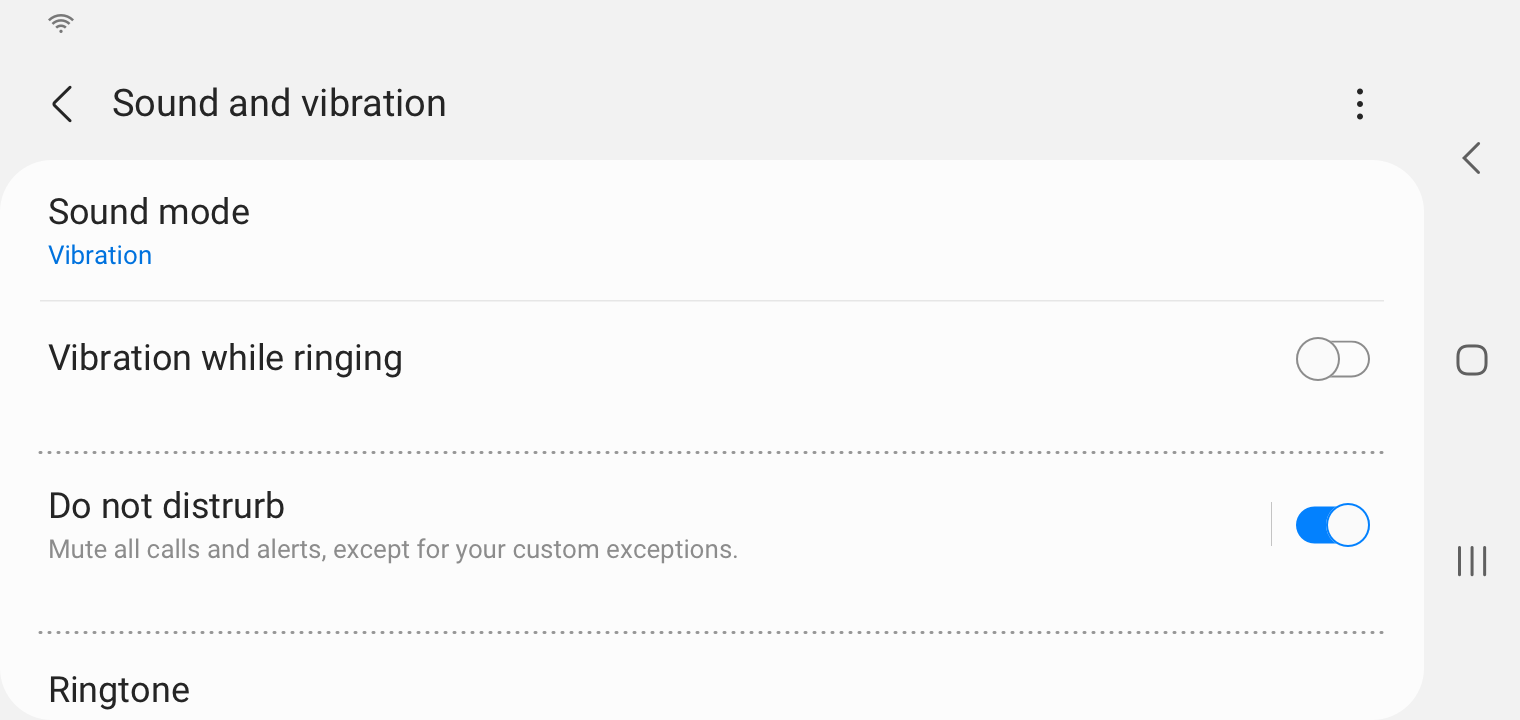 Sound and vibration
Sound mode
Vibration
Vibration while ringing
Do not distrurb
Mute all calls and alerts, except for your custom exceptions.
Ringtone